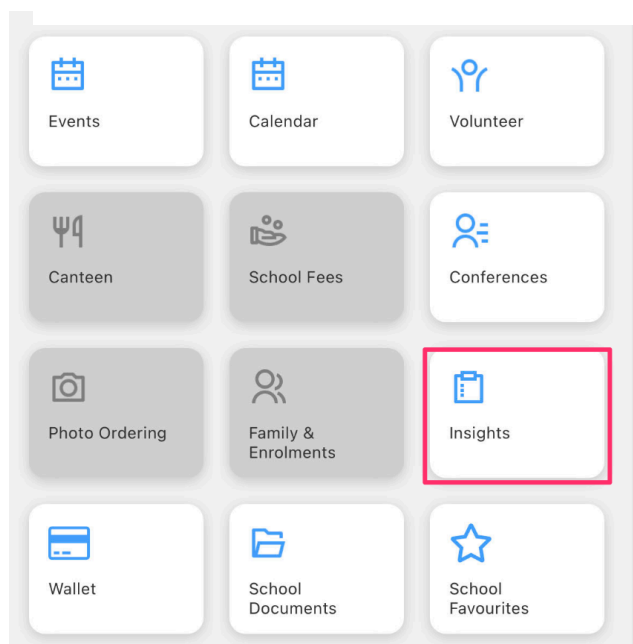 Events
Calendar
Volunteer
Canteen
School Fees
Conferences
Photo Ordering
Family &
Enrolments
Insights
Wallet
School
Documents
School
Favourites